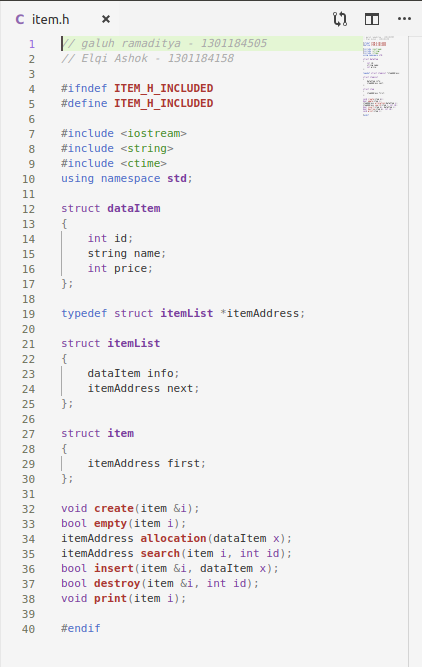 C item.h ×
1 // galuh ramaditya - 1301184505
2 // Elqi Ashok - 1301184158
3
4 #ifndef ITEM_H_INCLUDED
5 #define ITEM_H_INCLUDED
6
7 #include <iostream>
8 #include <string>
9 #include <ctime>
10 using namespace std;
11
12 struct dataItem
13 {
14     int id;
15     string name;
16     int price;
17 };
18
19 typedef struct itemList *itemAddress;
20
21 struct itemList
22 {
23     dataItem info;
24     itemAddress next;
25 };
26
27 struct item
28 {
29     itemAddress first;
30 };
31
32 void create(item &i);
33 bool empty(item i);
34 itemAddress allocation(dataItem x);
35 itemAddress search(item i, int id);
36 bool insert(item &i, dataItem x);
37 bool destroy(item &i, int id);
38 void print(item i);
39
40 #endif